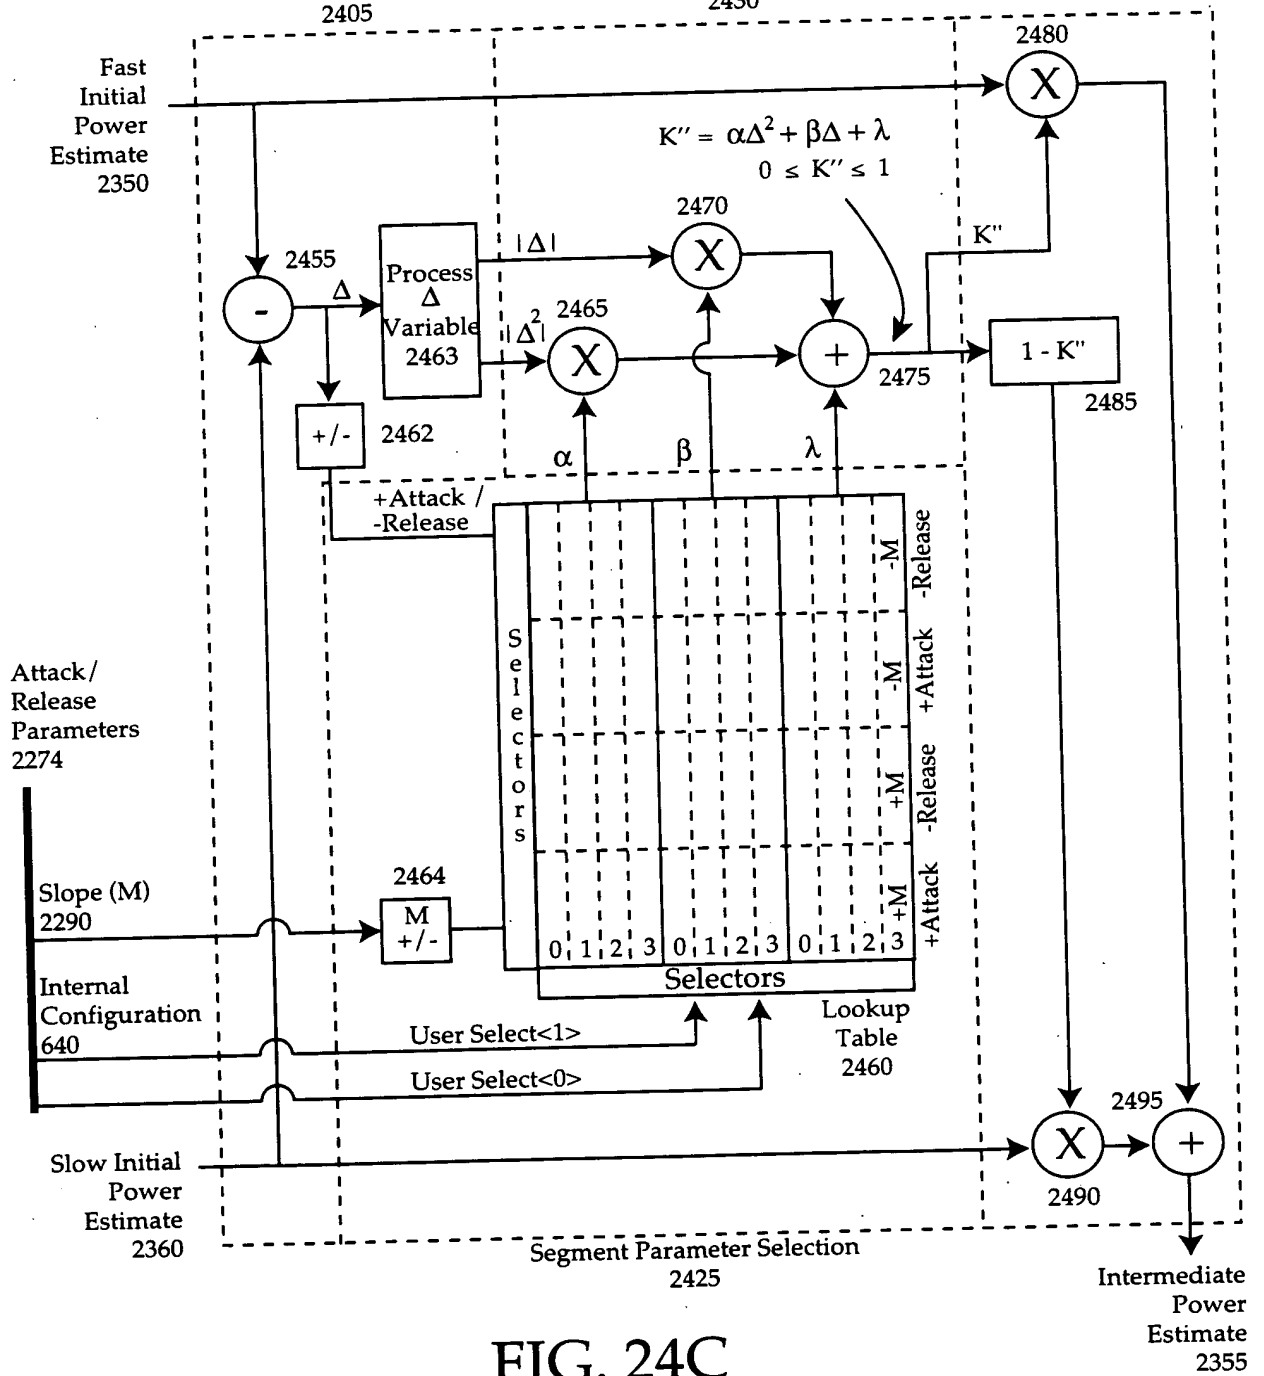 2405
2430
2480
Fast
Initial
Power
Estimate
2350
X
K'' = αΔ² + βΔ + λ
0 ≤ K'' ≤ 1
2470
K''
2455
Δ
-
Process
Δ
Variable
2463
|Δ|
X
|Δ²|
2465
X
+
2475
1 - K''
2485
+/-
2462
α
β
λ
+Attack /
-Release
Selectors
-M
-Release
-M
+Attack
+M
-Release
+M
+Attack
Attack/
Release
Parameters
2274
Slope (M)
2290
2464
M
+/-
0 1 2 3 0 1 2 3 0 1 2 3
Selectors
Internal
Configuration
640
User Select<1>
User Select<0>
Lookup
Table
2460
2495
Slow Initial
Power
Estimate
2360
X
+
2490
Segment Parameter Selection
2425
Intermediate
Power
Estimate
2355
FIG. 24C